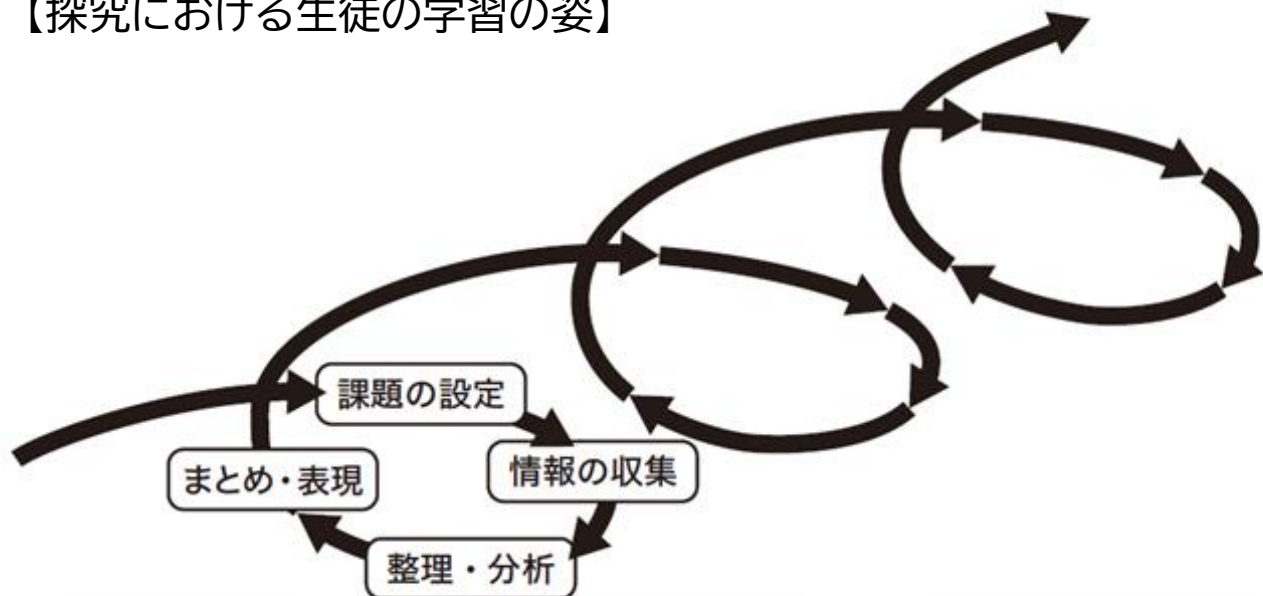 【探究における生徒の学習の姿】
課題の設定
情報の収集
整理・分析
まとめ・表現